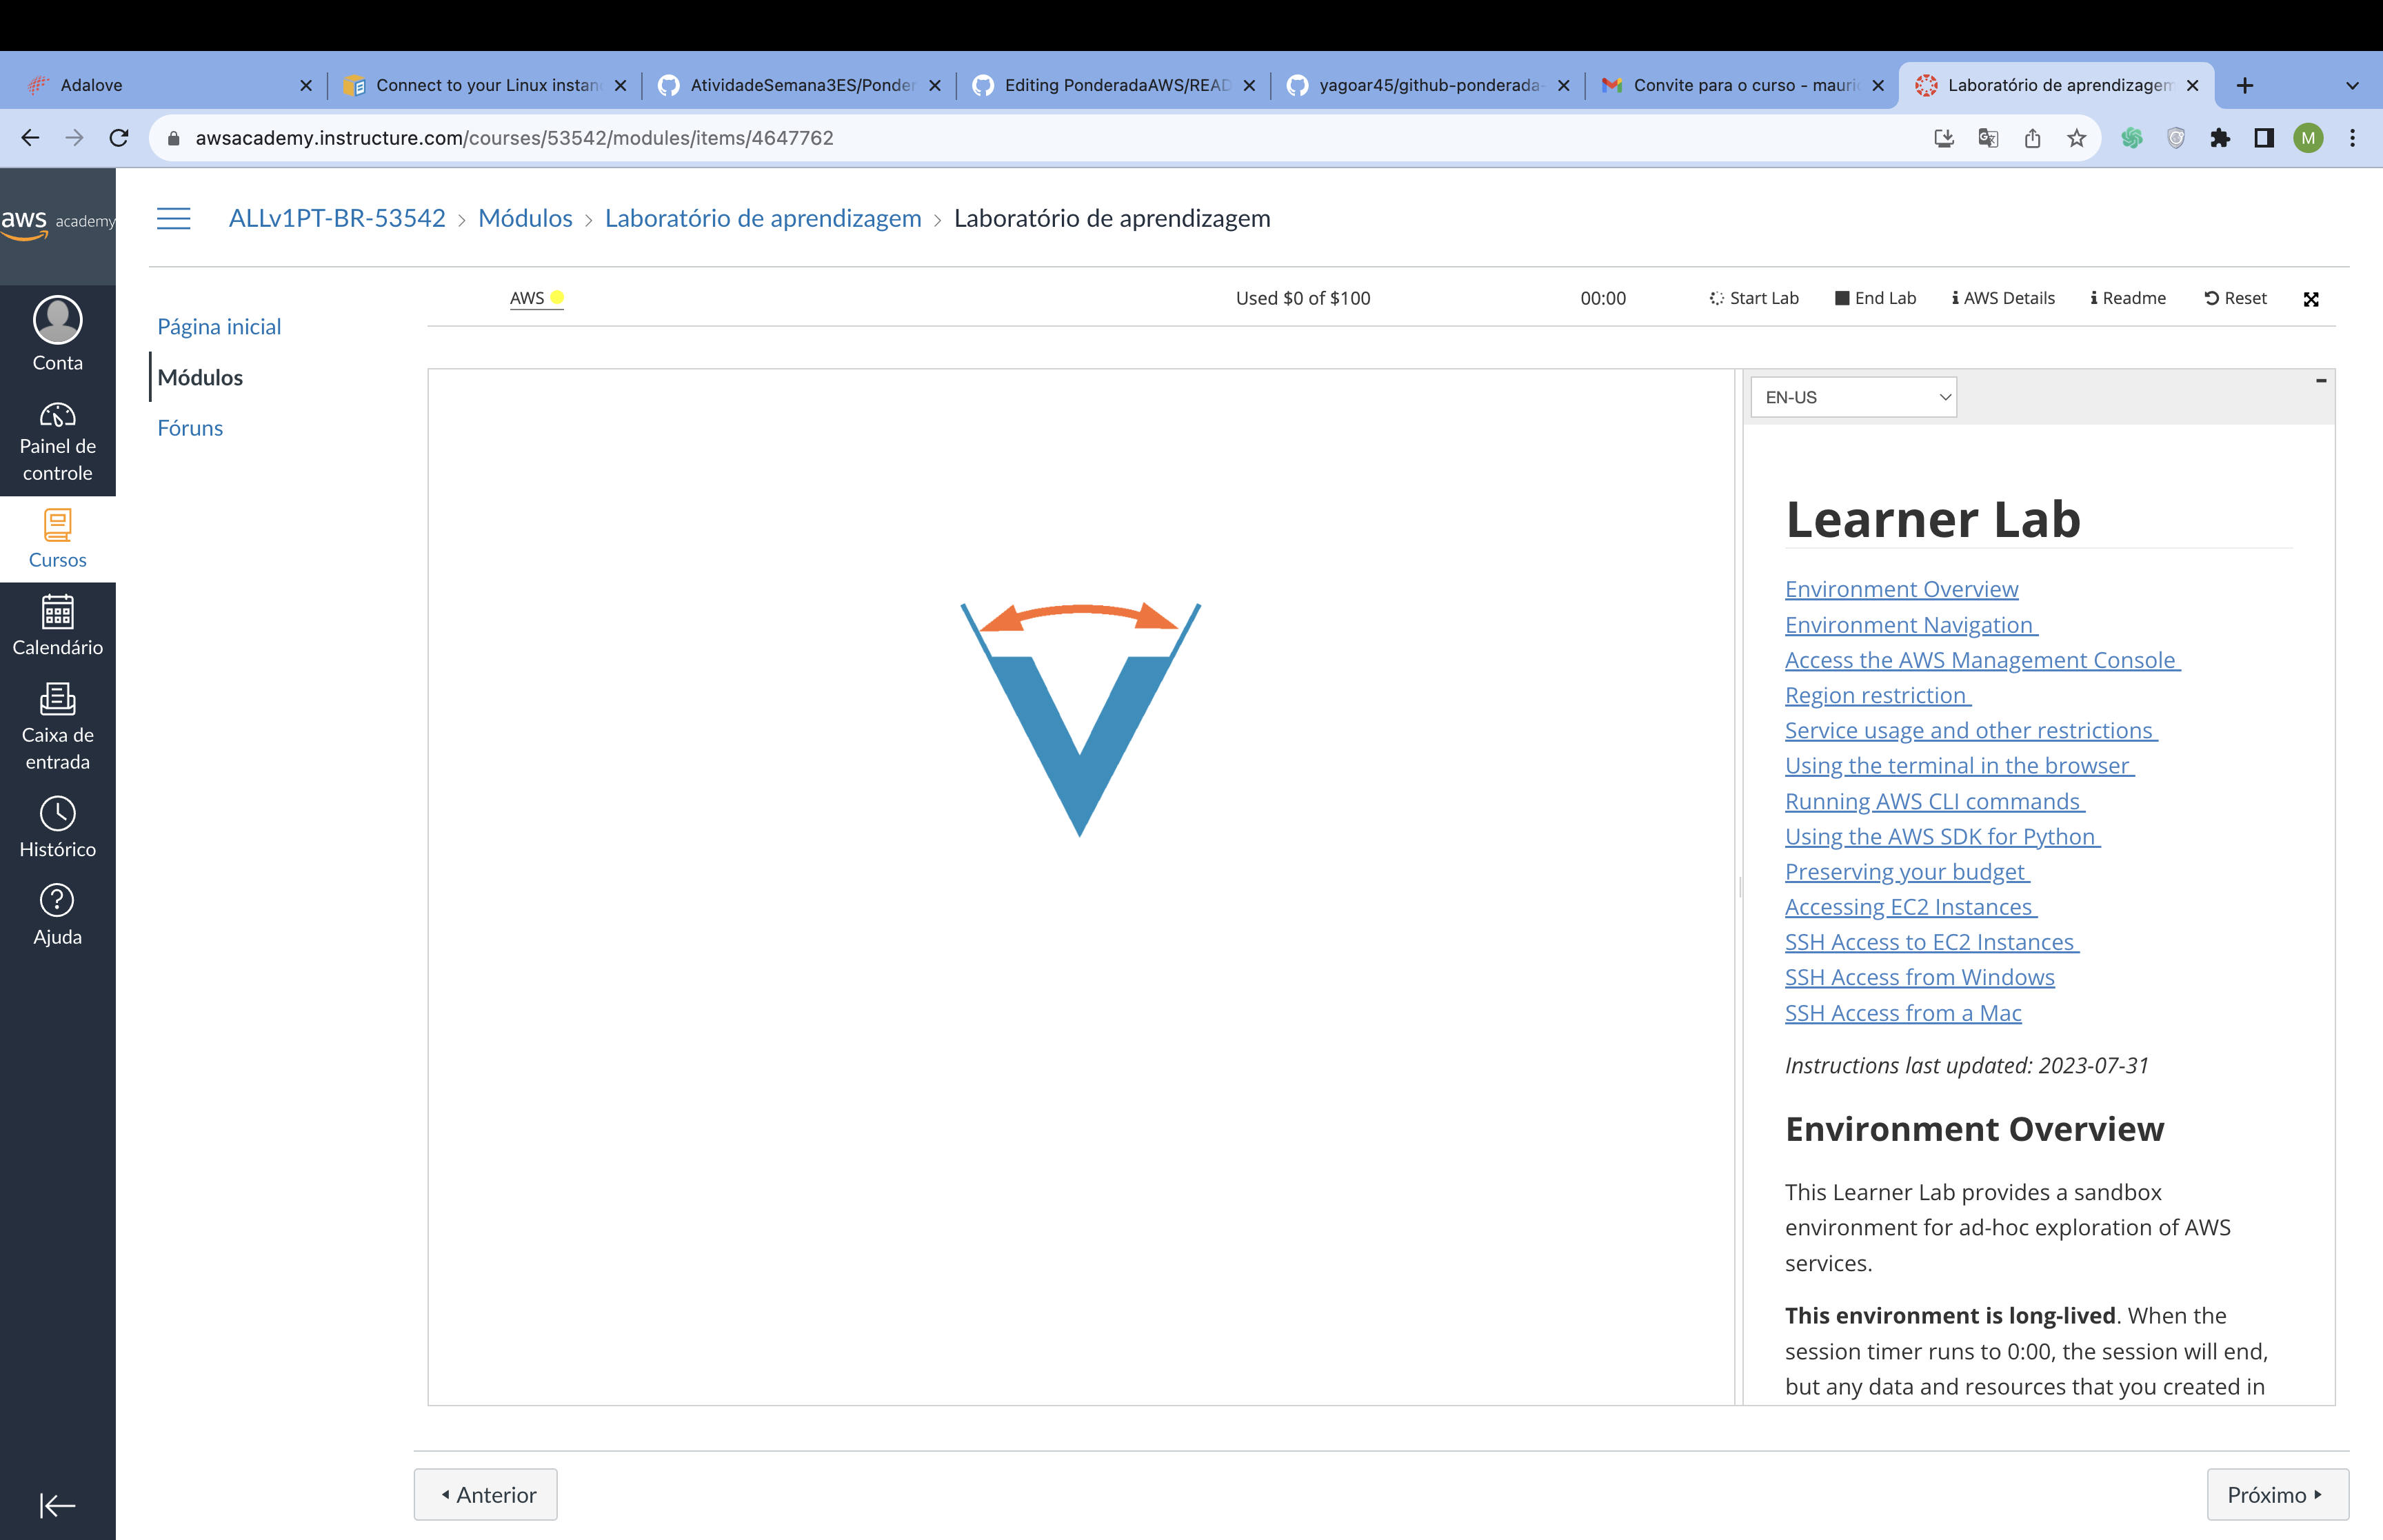 Adalove
Connect to your Linux instan
AtividadeSemana3ES/Ponder
Editing PonderadaAWS/READ
yagoar45/github-ponderada-
Convite para o curso - mauri
Laboratório de aprendizagem
awsacademy.instructure.com/courses/53542/modules/items/4647762
M
aws academy
ALLv1PT-BR-53542 > Módulos > Laboratório de aprendizagem > Laboratório de aprendizagem
Conta
Painel de
controle
Cursos
Calendário
Caixa de
entrada
Histórico
Ajuda
Página inicial
Módulos
Fóruns
AWS
Used $0 of $100
00:00
Start Lab
End Lab
AWS Details
Readme
Reset
EN-US
Learner Lab
Environment Overview
Environment Navigation
Access the AWS Management Console
Region restriction
Service usage and other restrictions
Using the terminal in the browser
Running AWS CLI commands
Using the AWS SDK for Python
Preserving your budget
Accessing EC2 Instances
SSH Access to EC2 Instances
SSH Access from Windows
SSH Access from a Mac
Instructions last updated: 2023-07-31
Environment Overview
This Learner Lab provides a sandbox
environment for ad-hoc exploration of AWS
services.
This environment is long-lived. When the
session timer runs to 0:00, the session will end,
but any data and resources that you created in
Anterior
Próximo